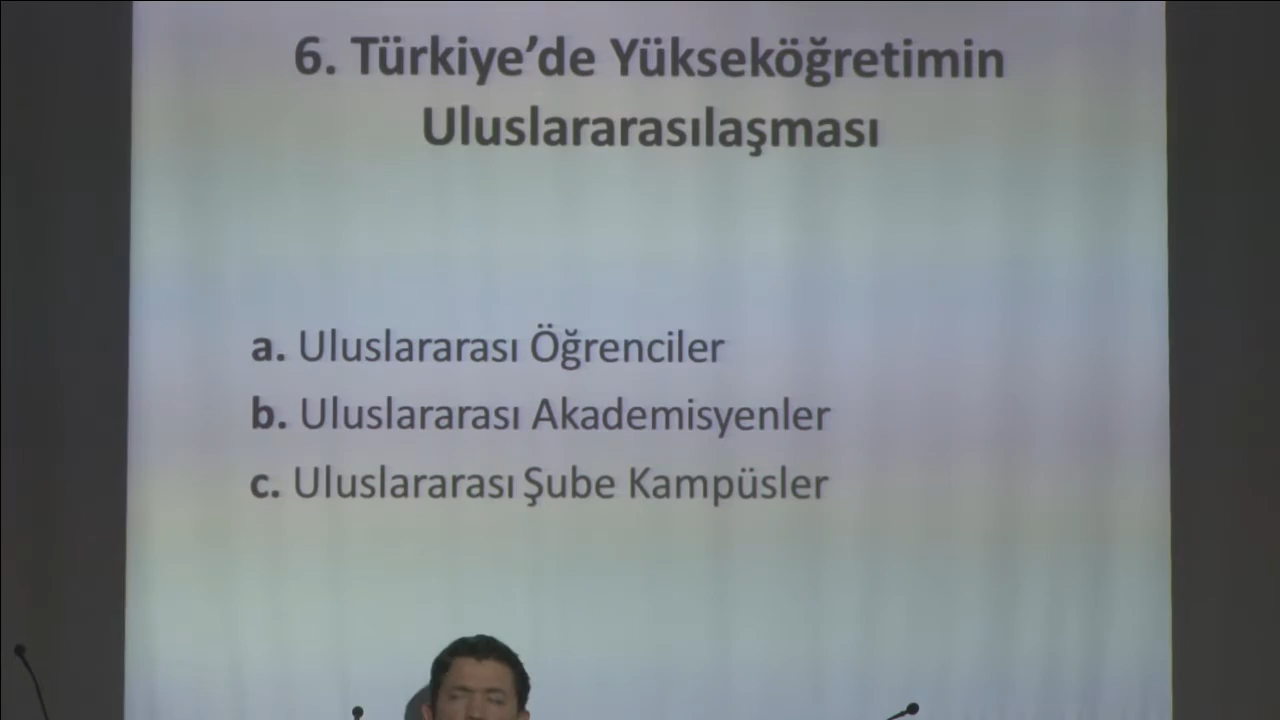 6. Türkiye’de Yükseköğretimin
Uluslararasılaşması
a. Uluslararası Öğrenciler
b. Uluslararası Akademisyenler
c. Uluslararası Şube Kampüsler